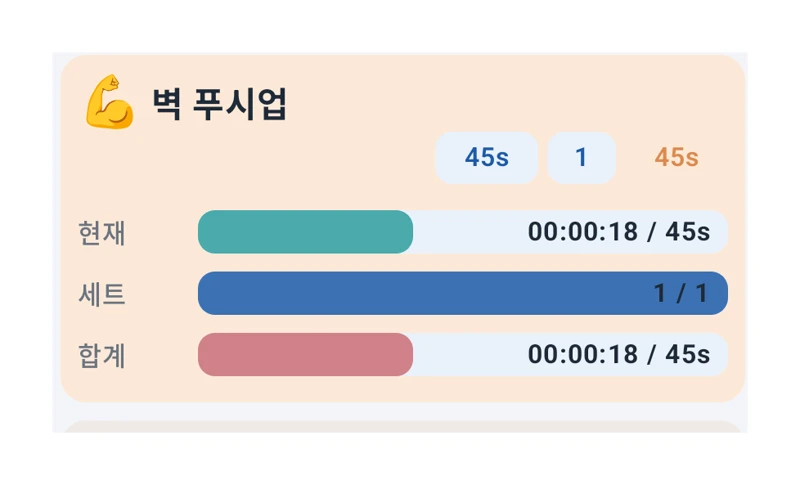 💪 벽 푸시업
45s 1 45s
현재 00:00:18 / 45s
세트 1 / 1
합계 00:00:18 / 45s